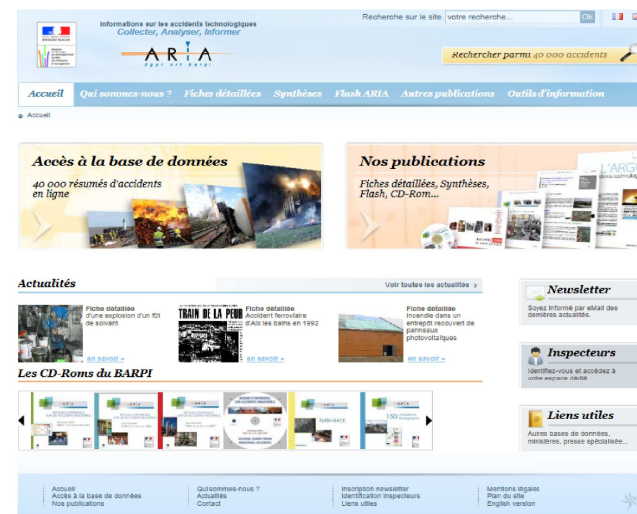 Recherche sur le site votre recherche... Ok
Informations sur les accidents technologiques
Collecter, Analyser, Informer
ARIA
dgpr srt barpi
Rechercher parmi 40 000 accidents
Accueil Qui sommes-nous ? Fiches détaillées Synthèses Flash ARIA Autres publications Outils d'information
Accueil
Accès à la base de données
40 000 résumés d'accidents
en ligne
Nos publications
Fiches détaillées, Synthèses,
Flash, CD-Rom...
Actualités
Voir toutes les actualités
Fiche détaillée
d'une explosion d'un fût
de solvant
en savoir +
TRAIN DE LA PEUR
Fiche détaillée
Accident ferroviaire
d'Aix les bains en 1992
en savoir +
Fiche détaillée
Incendie dans un
entrepôt recouvert de
panneaux
photovoltaïques
en savoir +
Newsletter
Soyez informé par eMail des
dernières actualités.
Inspecteurs
Identifiez-vous et accédez à
votre espace dédié
Liens utiles
Autres bases de données,
ministères, presse spécialisée...
Les CD-Roms du BARPI
FLASH-BACK
Accueil
Accès à la base de données
Nos publications
Qui sommes-nous ?
Actualités
Contact
Inscription newsletter
Identification inspecteurs
Liens utiles
Mentions légales
Plan du site
English version